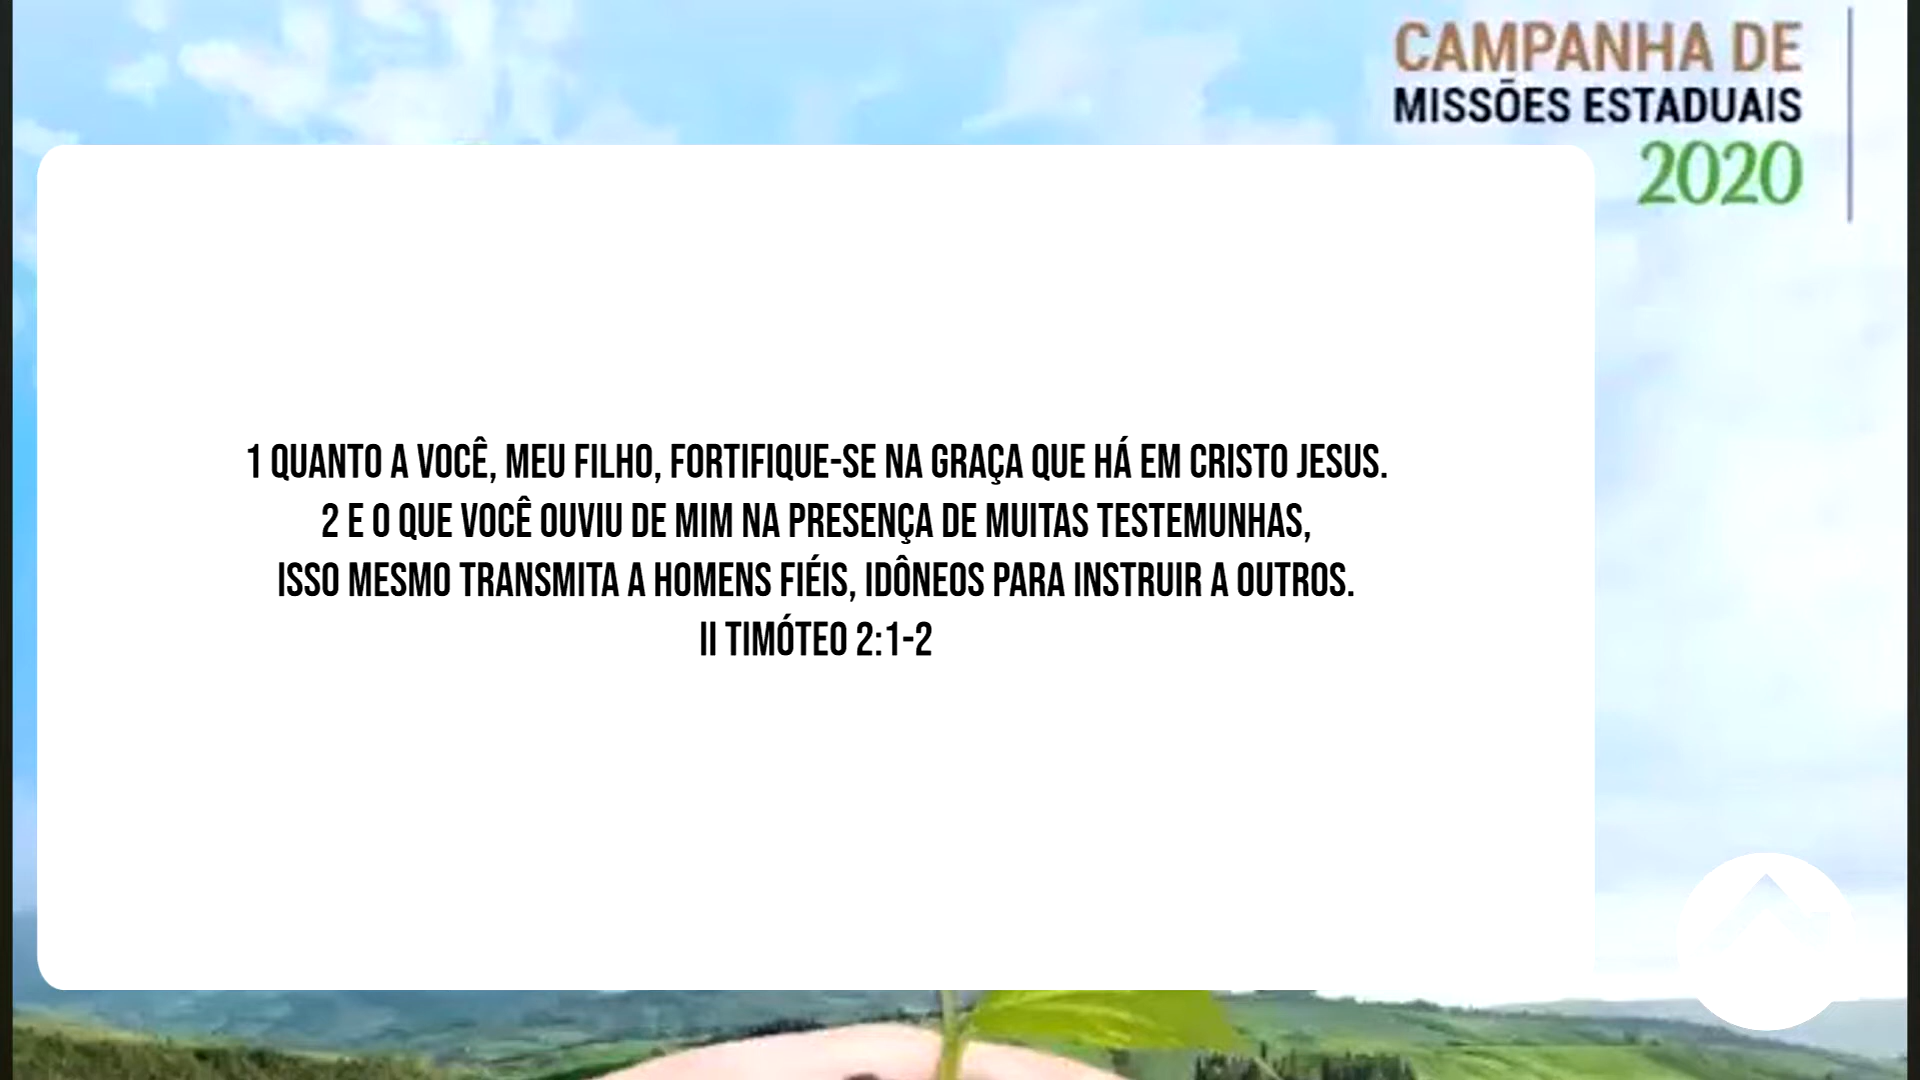 CAMPANHA DE
MISSÕES ESTADUAIS
2020
1 QUANTO A VOCÊ, MEU FILHO, FORTIFIQUE-SE NA GRAÇA QUE HÁ EM CRISTO JESUS.
2 E O QUE VOCÊ OUVIU DE MIM NA PRESENÇA DE MUITAS TESTEMUNHAS,
ISSO MESMO TRANSMITA A HOMENS FIÉIS, IDÔNEOS PARA INSTRUIR A OUTROS.
II TIMÓTEO 2:1-2